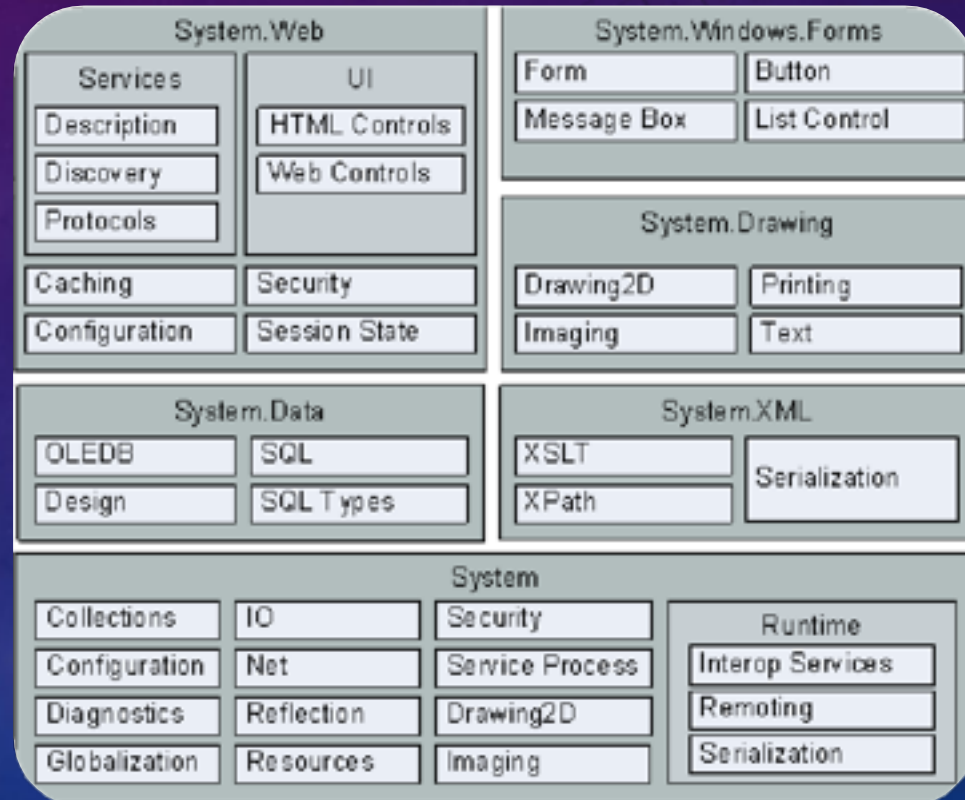 System.Web
Services
Description
Discovery
Protocols
UI
HTML Controls
Web Controls
Caching
Security
Configuration
Session State
System.Windows.Forms
Form
Button
Message Box
List Control
System.Drawing
Drawing2D
Printing
Imaging
Text
System.Data
OLEDB
SQL
Design
SQL Types
System.XML
XSLT
XPath
Serialization
System
Collections
IO
Security
Configuration
Net
Service Process
Diagnostics
Reflection
Drawing2D
Globalization
Resources
Imaging
Runtime
Interop Services
Remoting
Serialization